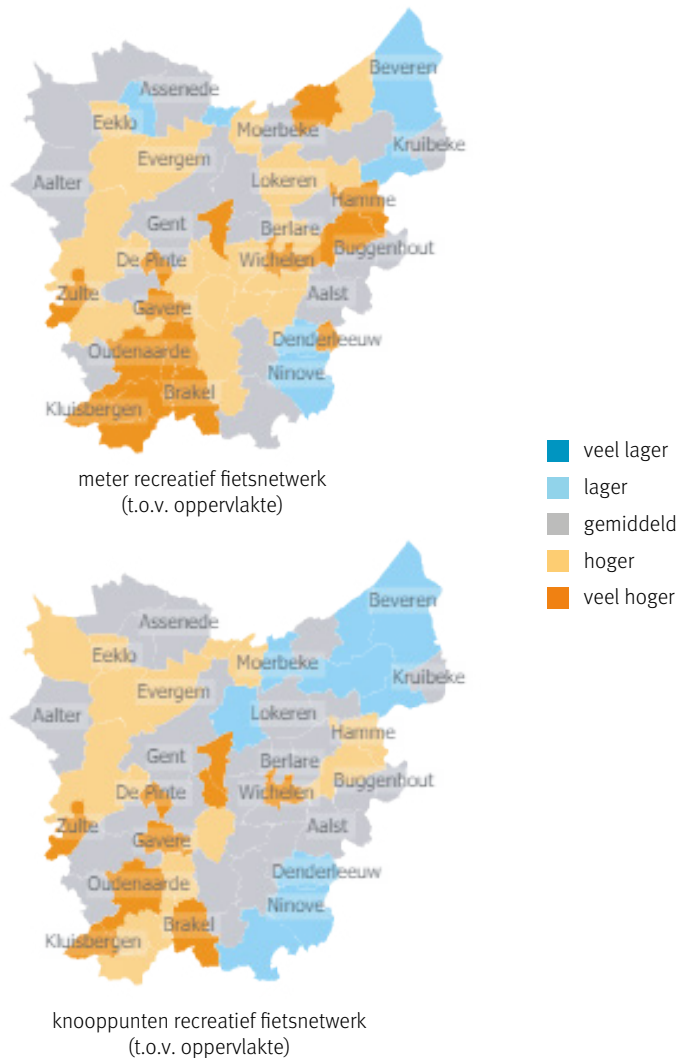 Beveren
Assenede
Eeklo
Moerbeke
Kruibeke
Evergem
Aalter
Lokeren
Hamme
Gent
Berlare
Buggenhout
De Pinte
Wichelen
Zulte
Aalst
Gavere
Denderleeuw
Oudenaarde
Ninove
Brakel
Kluisbergen
meter recreatief fietsnetwerk
(t.o.v. oppervlakte)
veel lager
lager
gemiddeld
hoger
veel hoger
Beveren
Assenede
Eeklo
Moerbeke
Kruibeke
Evergem
Aalter
Lokeren
Hamme
Gent
Berlare
Buggenhout
De Pinte
Wichelen
Zulte
Aalst
Gavere
Denderleeuw
Oudenaarde
Ninove
Brakel
Kluisbergen
knooppunten recreatief fietsnetwerk
(t.o.v. oppervlakte)